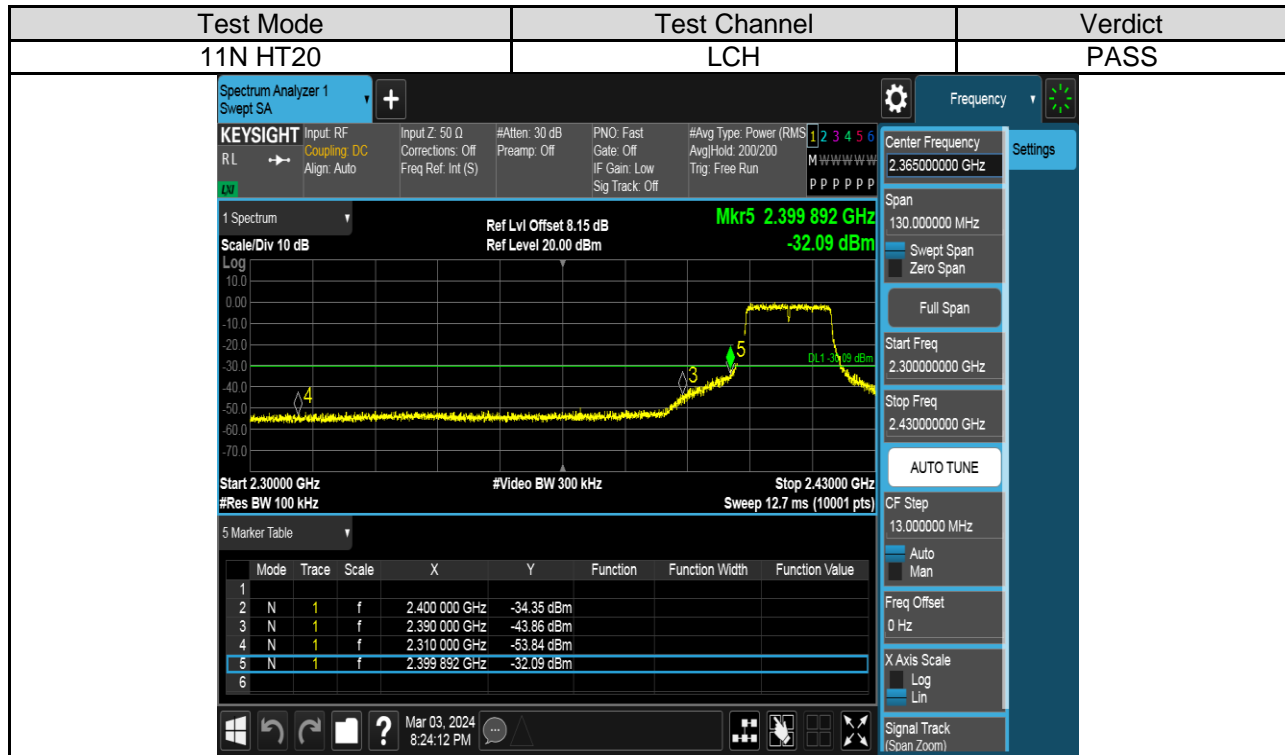 Test Mode Test Channel Verdict
11N HT20 LCH PASS
Spectrum Analyzer 1
Swept SA
+
Frequency
KEYSIGHT Input: RF Input Z: 50 Ω #Atten: 30 dB PNO: Fast #Avg Type: Power (RMS 1 2 3 4 5 6
RL Coupling: DC Corrections: Off Preamp: Off Gate: Off Avg|Hold: 200/200 M W W W W W
Align: Auto Freq Ref: Int (S) IF Gain: Low Trig: Free Run
LXI Sig Track: Off P P P P P P
1 Spectrum
Ref Lvl Offset 8.15 dB Mkr5 2.399 892 GHz
Scale/Div 10 dB Ref Level 20.00 dBm -32.09 dBm
Log
10.0
0.00
-10.0
-20.0
-30.0
-40.0
-50.0
-60.0
-70.0
5
DL1 -30.09 dBm
3
4
Start 2.30000 GHz #Video BW 300 kHz Stop 2.43000 GHz
#Res BW 100 kHz Sweep 12.7 ms (10001 pts)
5 Marker Table
Mode Trace Scale X Y Function Function Width Function Value
1
2 N 1 f 2.400 000 GHz -34.35 dBm
3 N 1 f 2.390 000 GHz -43.86 dBm
4 N 1 f 2.310 000 GHz -53.84 dBm
5 N 1 f 2.399 892 GHz -32.09 dBm
6
? Mar 03, 2024
8:24:12 PM
Center Frequency
2.365000000 GHz
Settings
Span
130.000000 MHz
Swept Span
Zero Span
Full Span
Start Freq
2.300000000 GHz
Stop Freq
2.430000000 GHz
AUTO TUNE
CF Step
13.000000 MHz
Auto
Man
Freq Offset
0 Hz
X Axis Scale
Log
Lin
Signal Track
(Span Zoom)